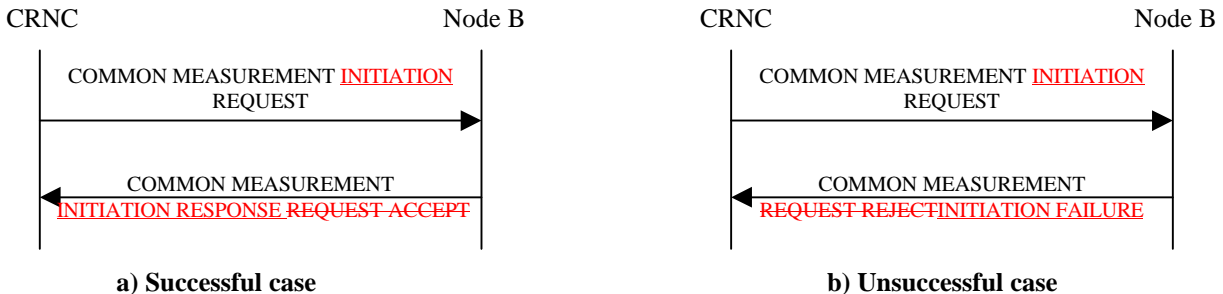 CRNC Node B
COMMON MEASUREMENT INITIATION
REQUEST
COMMON MEASUREMENT
INITIATION RESPONSE REQUEST ACCEPT
a) Successful case
CRNC Node B
COMMON MEASUREMENT INITIATION
REQUEST
COMMON MEASUREMENT
REQUEST REJECTINITIATION FAILURE
b) Unsuccessful case